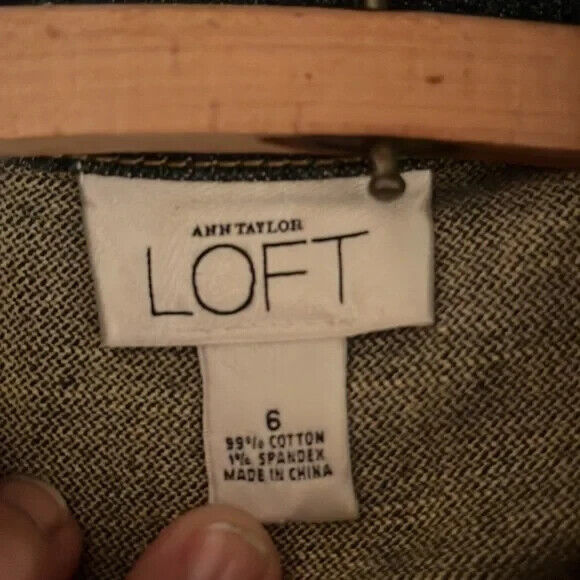 ANN TAYLOR
LOFT
6
99% COTTON
1% SPANDEX
MADE IN CHINA